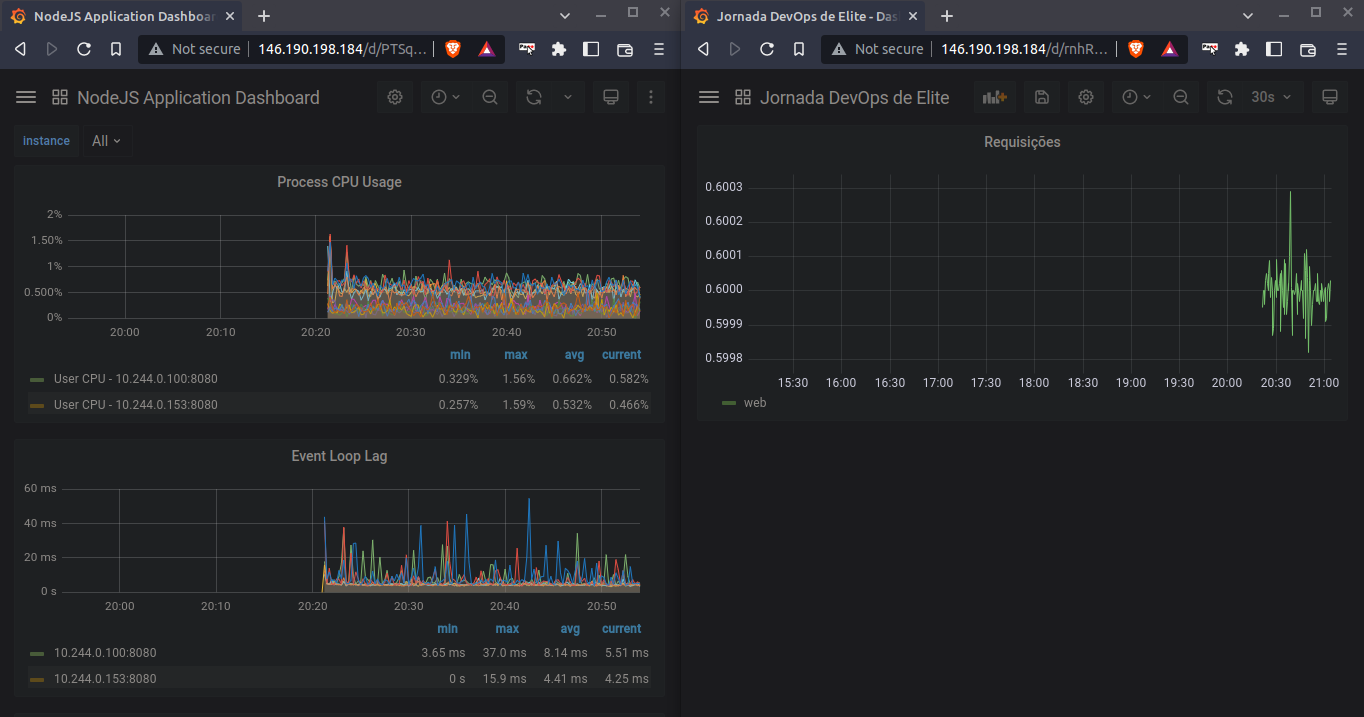 NodeJS Application Dashboar
Not secure
146.190.198.184/d/PTSq...
NodeJS Application Dashboard
instance
All
Process CPU Usage
2%
1.50%
1%
0.500%
0%
20:00 20:10 20:20 20:30 20:40 20:50
min max avg current
User CPU - 10.244.0.100:8080 0.329% 1.56% 0.662% 0.582%
User CPU - 10.244.0.153:8080 0.257% 1.59% 0.532% 0.466%
Event Loop Lag
60 ms
40 ms
20 ms
0 s
20:00 20:10 20:20 20:30 20:40 20:50
min max avg current
10.244.0.100:8080 3.65 ms 37.0 ms 8.14 ms 5.51 ms
10.244.0.153:8080 0 s 15.9 ms 4.41 ms 4.25 ms
Jornada DevOps de Elite - Das
Not secure
146.190.198.184/d/rnhR...
Jornada DevOps de Elite
30s
Requisições
0.6003
0.6002
0.6001
0.6000
0.5999
0.5998
15:30 16:00 16:30 17:00 17:30 18:00 18:30 19:00 19:30 20:00 20:30 21:00
web